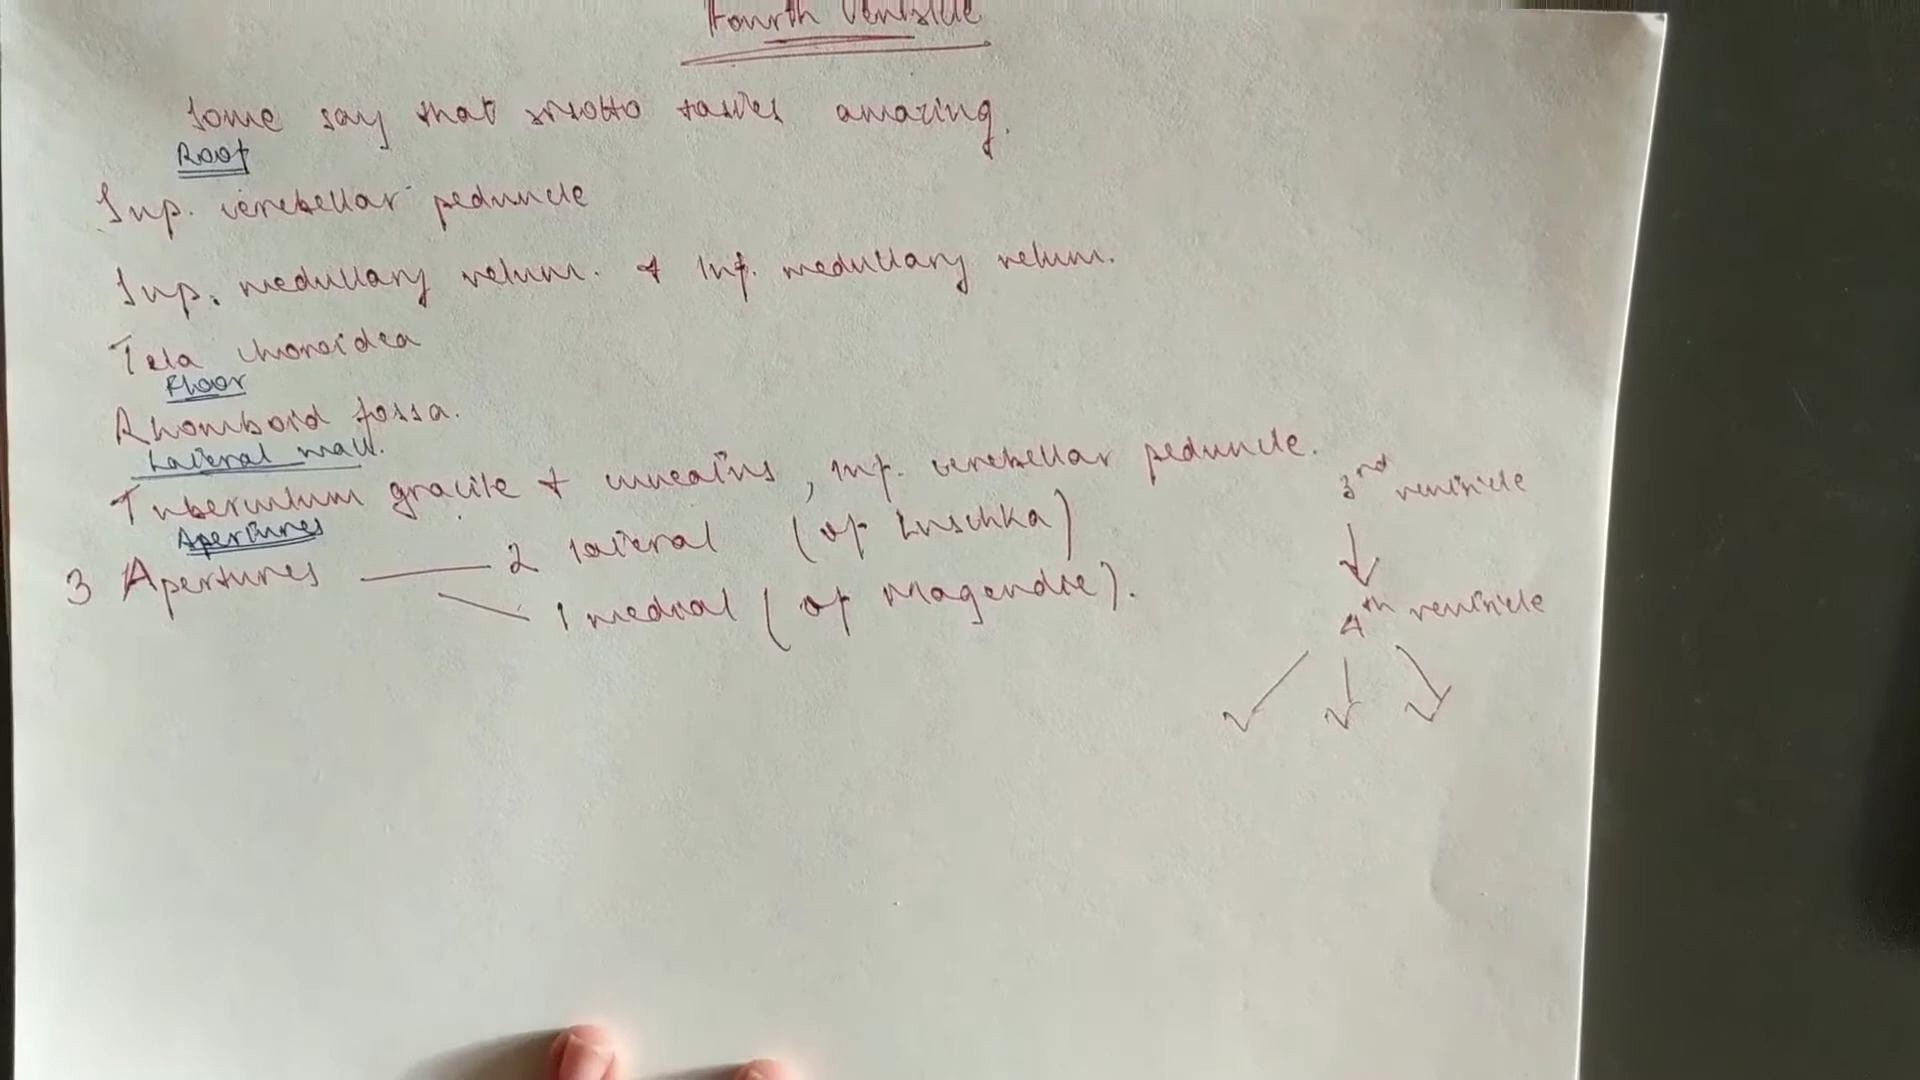 Fourth Ventricle
Some say that risotto tastes amazing.
Roof
Sup. cerebellar peduncle
Sup. medullary velum. & Inf. medullary velum.
Tela choroidea
Floor
Rhomboid fossa.
Lateral wall.
Tuberculum gracile & cuneatus, inf. cerebellar peduncle.
Apertures
3 Apertures 2 lateral (of Luschka)
1 medial (of Magendie).
3rd ventricle
4th ventricle